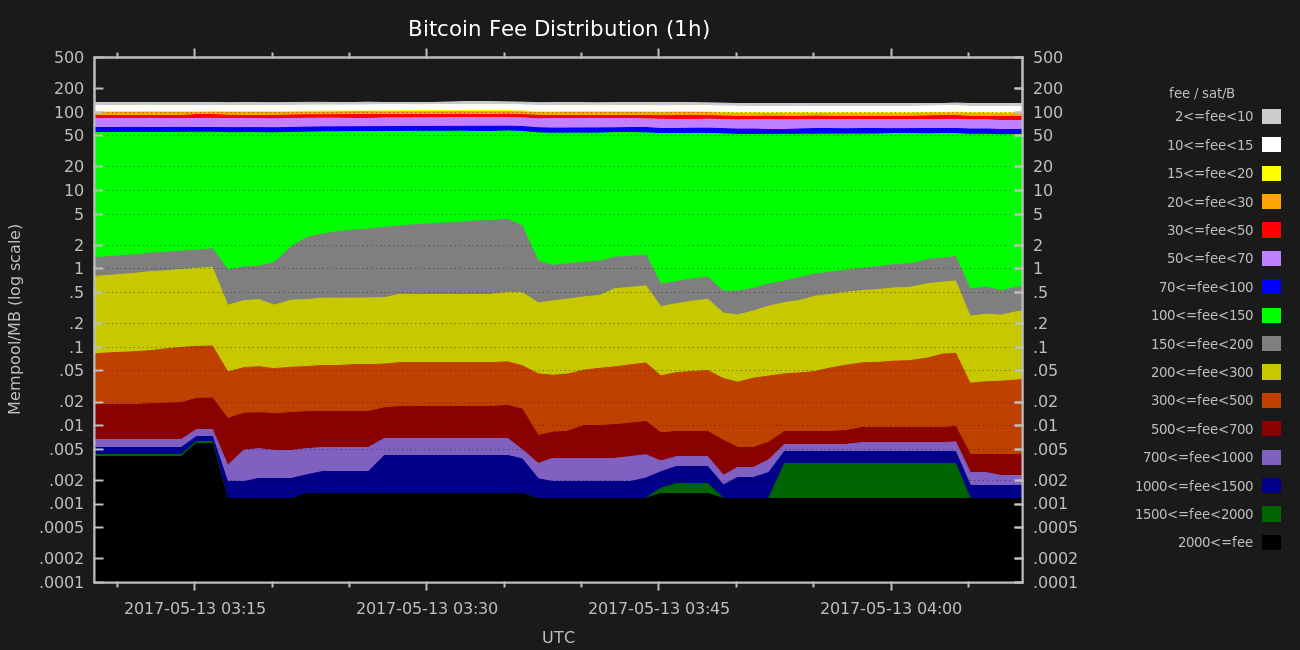 Bitcoin Fee Distribution (1h)
500
200
100
50
20
10
5
2
1
.5
.2
.1
.05
.02
.01
.005
.002
.001
.0005
.0002
.0001
Mempool/MB (log scale)
500
200
100
50
20
10
5
2
1
.5
.2
.1
.05
.02
.01
.005
.002
.001
.0005
.0002
.0001
2017-05-13 03:15
2017-05-13 03:30
2017-05-13 03:45
2017-05-13 04:00
UTC
fee / sat/B
2<=fee<10
10<=fee<15
15<=fee<20
20<=fee<30
30<=fee<50
50<=fee<70
70<=fee<100
100<=fee<150
150<=fee<200
200<=fee<300
300<=fee<500
500<=fee<700
700<=fee<1000
1000<=fee<1500
1500<=fee<2000
2000<=fee